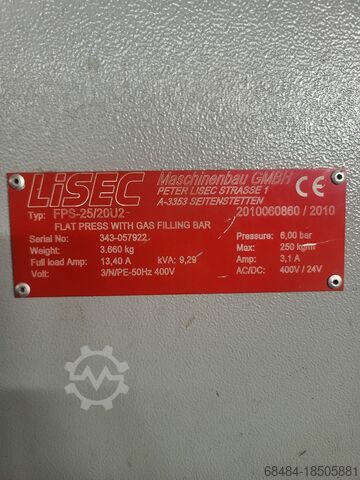 LiSEC
Maschinenbau GMBH
PETER LISEC STRASSE 1
A-3353 SEITENSTETTEN
CE
Typ: FPS-25/20U2
2010060860 / 2010
FLAT PRESS WITH GAS FILLING BAR
Serial No: 343-057922
Pressure: 6,00 bar
Weight: 3.660 kg
Max: 250 kg/m
Full load Amp: 13,40 A kVA: 9,29
Amp: 3,1 A
Volt: 3/N/PE-50Hz 400V
AC/DC: 400V / 24V
68484-18505881